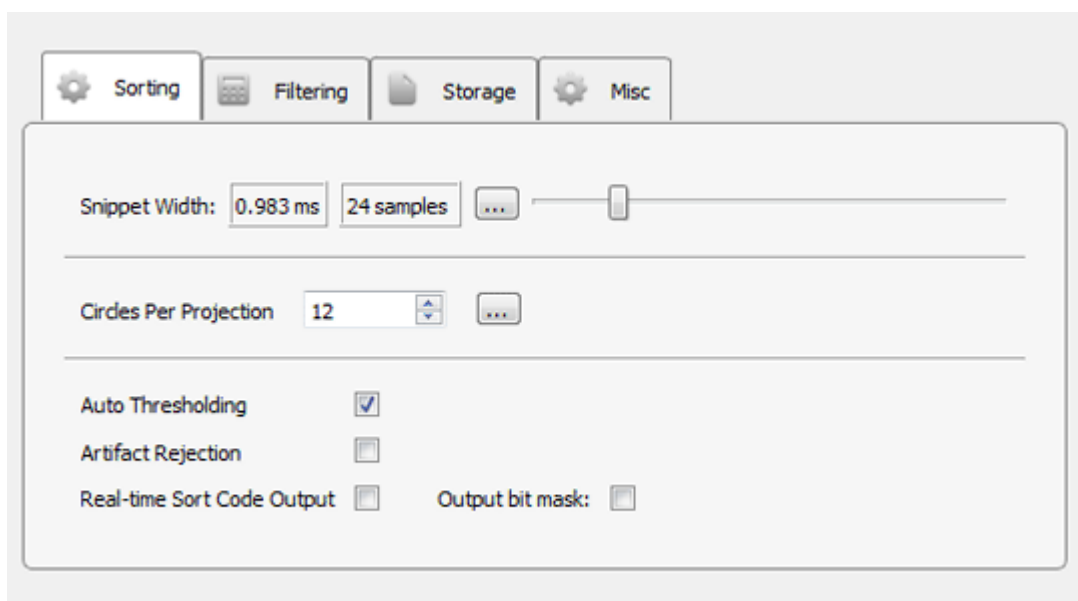 Sorting Filtering Storage Misc
Snippet Width: 0.983 ms 24 samples ...
Circles Per Projection 12 ...
Auto Thresholding
Artifact Rejection
Real-time Sort Code Output Output bit mask: